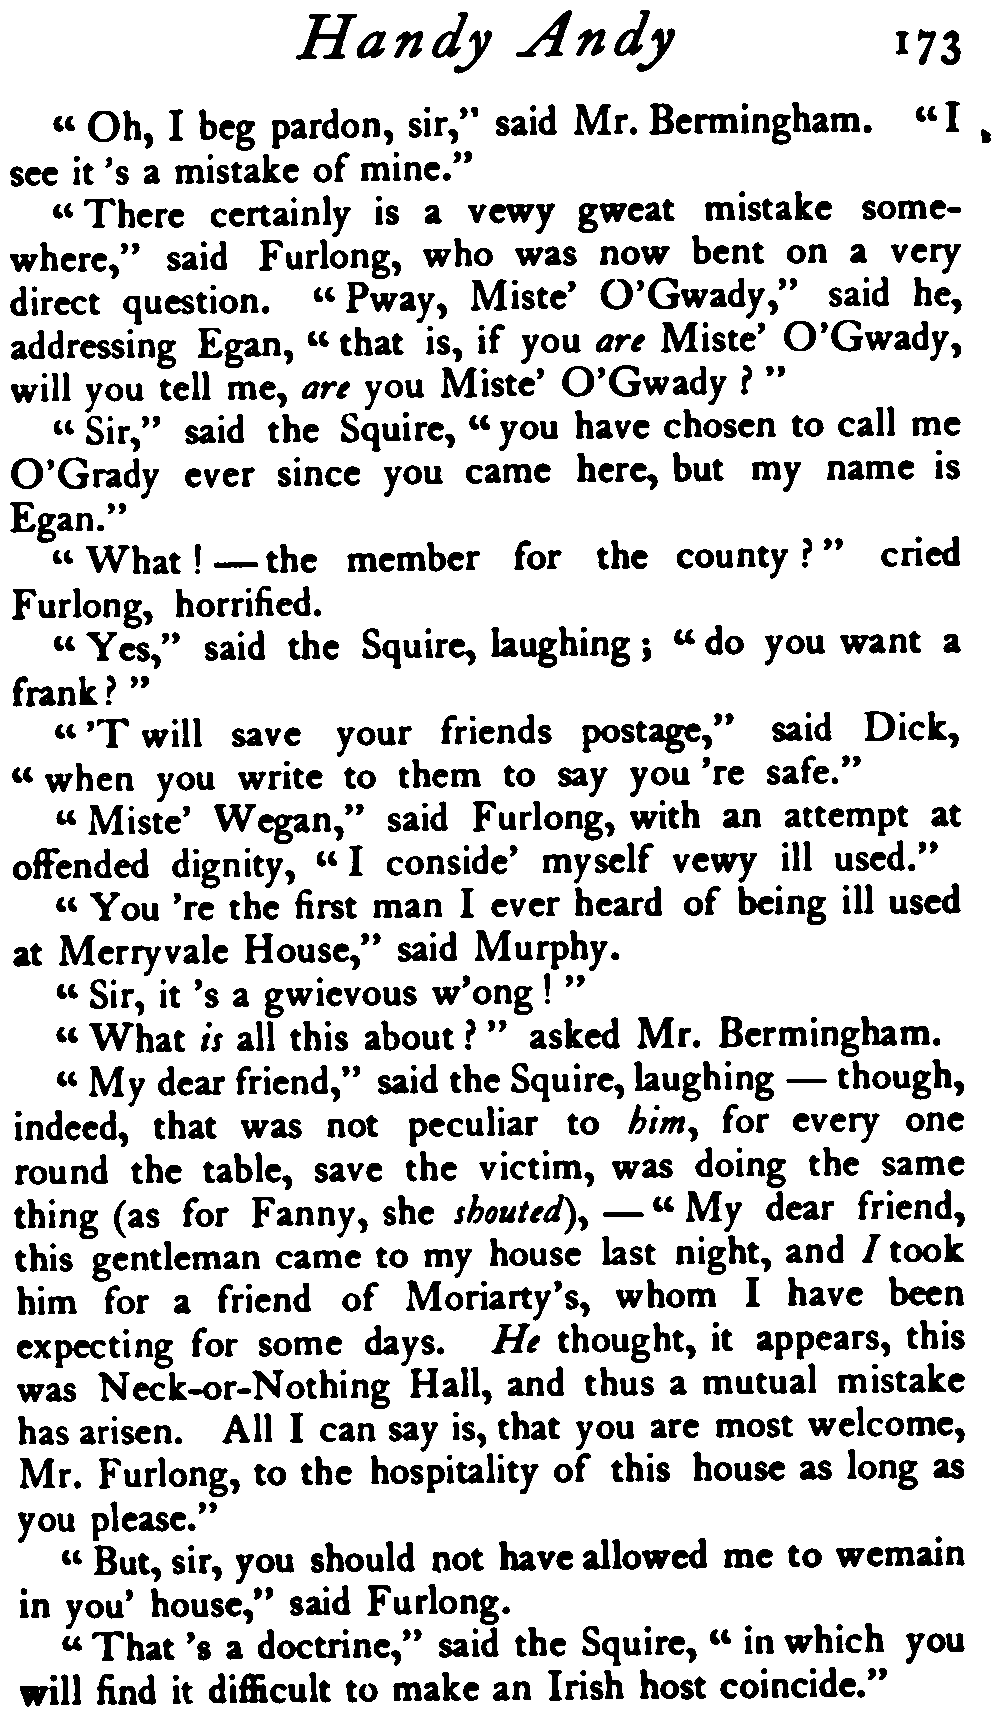 Handy Andy 173
“ Oh, I beg pardon, sir,” said Mr. Bermingham. “ I
see it 's a mistake of mine.”
“ There certainly is a vewy gweat mistake some-
where,” said Furlong, who was now bent on a very
direct question. “ Pway, Miste’ O’Gwady,” said he,
addressing Egan, “ that is, if you are Miste’ O’Gwady,
will you tell me, are you Miste’ O’Gwady ? ”
“ Sir,” said the Squire, “ you have chosen to call me
O’Grady ever since you came here, but my name is
Egan.”
“ What ! — the member for the county ? ” cried
Furlong, horrified.
“ Yes,” said the Squire, laughing ; “ do you want a
frank ? ”
“ ’T will save your friends postage,” said Dick,
“ when you write to them to say you ’re safe.”
“ Miste’ Wegan,” said Furlong, with an attempt at
offended dignity, “ I conside’ myself vewy ill used.”
“ You ’re the first man I ever heard of being ill used
at Merryvale House,” said Murphy.
“ Sir, it ’s a gwievous w’ong ! ”
“ What is all this about ? ” asked Mr. Bermingham.
“ My dear friend,” said the Squire, laughing — though,
indeed, that was not peculiar to him, for every one
round the table, save the victim, was doing the same
thing (as for Fanny, she shouted), — “ My dear friend,
this gentleman came to my house last night, and I took
him for a friend of Moriarty’s, whom I have been
expecting for some days. He thought, it appears, this
was Neck-or-Nothing Hall, and thus a mutual mistake
has arisen. All I can say is, that you are most welcome,
Mr. Furlong, to the hospitality of this house as long as
you please.”
“ But, sir, you should not have allowed me to wemain
in you’ house,” said Furlong.
“ That ’s a doctrine,” said the Squire, “ in which you
will find it difficult to make an Irish host coincide.”